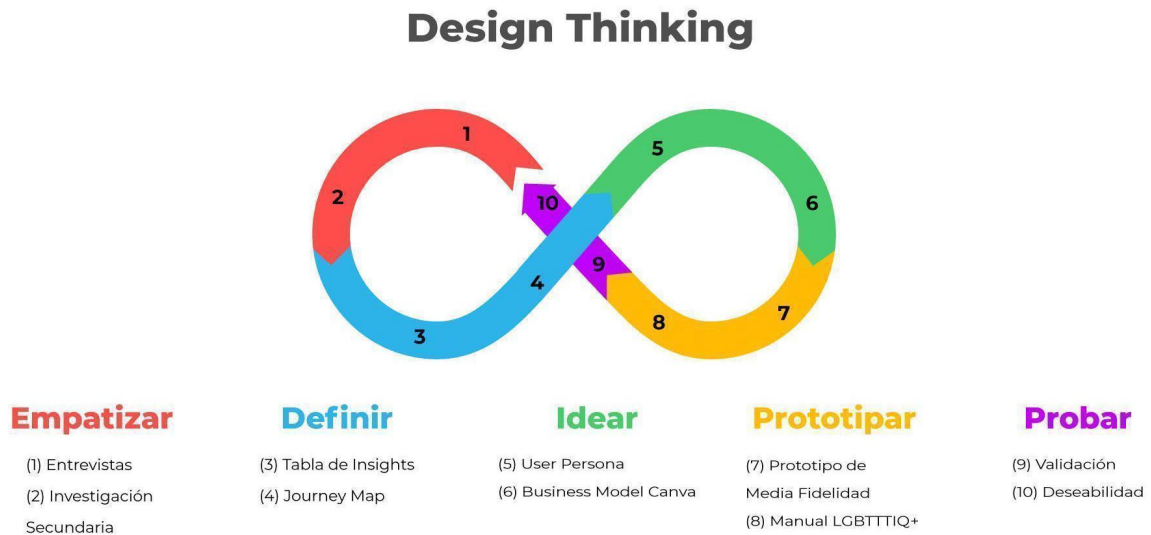 Design Thinking
1
2
3
4
5
6
7
8
9
10
Empatizar
(1) Entrevistas
(2) Investigación
Secundaria
Definir
(3) Tabla de Insights
(4) Journey Map
Idear
(5) User Persona
(6) Business Model Canva
Prototipar
(7) Prototipo de
Media Fidelidad
(8) Manual LGBTTTIQ+
Probar
(9) Validación
(10) Deseabilidad